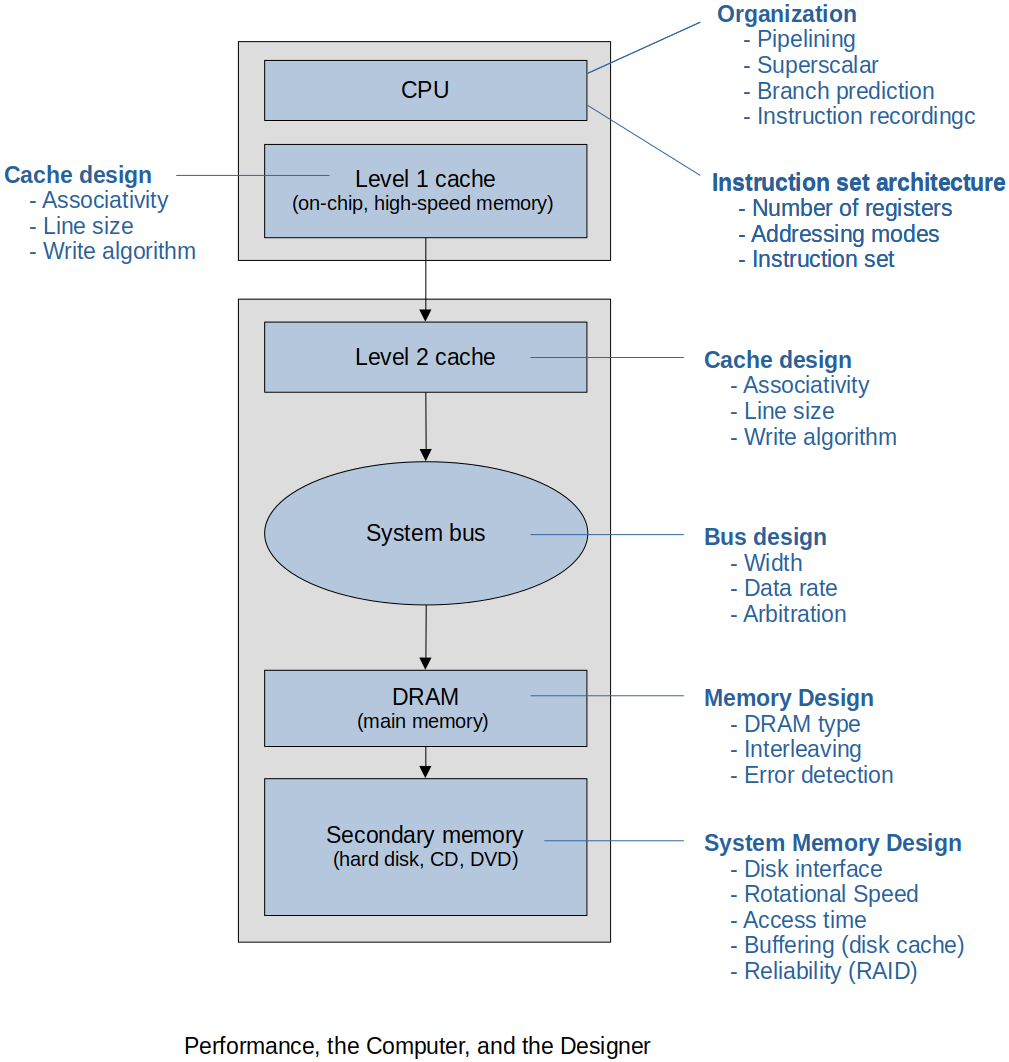 Organization
- Pipelining
- Superscalar
- Branch prediction
- Instruction recordingc
CPU
Cache design
- Associativity
- Line size
- Write algorithm
Level 1 cache
(on-chip, high-speed memory)
Instruction set architecture
- Number of registers
- Addressing modes
- Instruction set
Level 2 cache
Cache design
- Associativity
- Line size
- Write algorithm
System bus
Bus design
- Width
- Data rate
- Arbitration
DRAM
(main memory)
Memory Design
- DRAM type
- Interleaving
- Error detection
Secondary memory
(hard disk, CD, DVD)
System Memory Design
- Disk interface
- Rotational Speed
- Access time
- Buffering (disk cache)
- Reliability (RAID)
Performance, the Computer, and the Designer